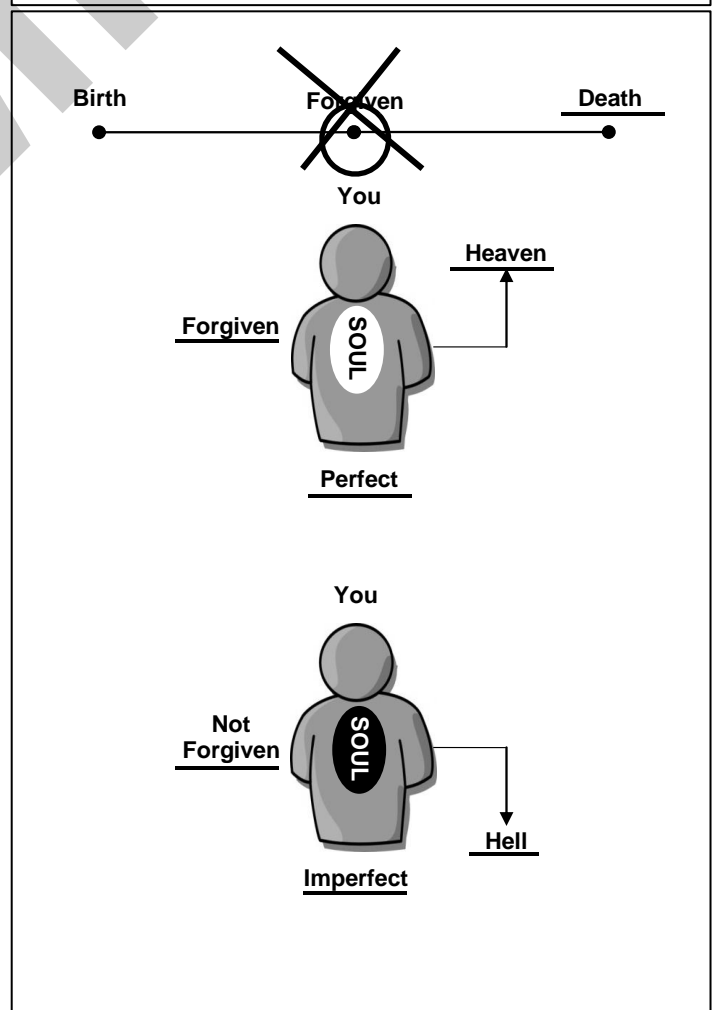 Birth Forgiven Death
You
Heaven
Forgiven
SOUL
Perfect
You
Not
Forgiven
SOUL
Hell
Imperfect